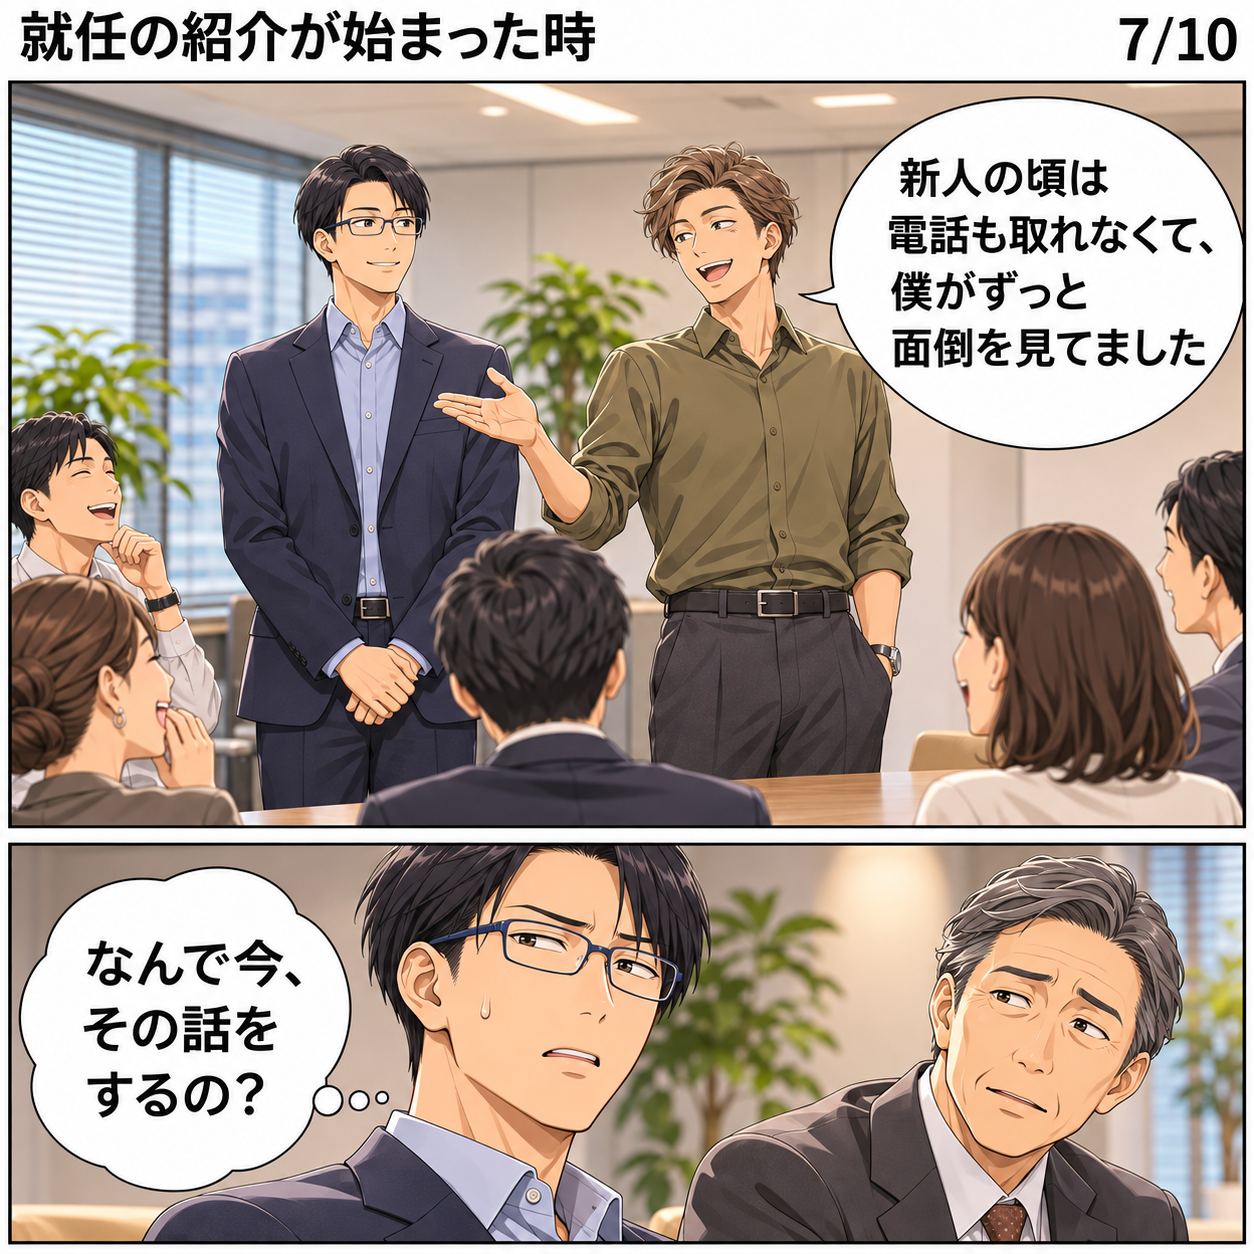 就任の紹介が始まった時
7/10
新人の頃は
電話も取れなくて、
僕がずっと
面倒を見てました
なんで今、
その話を
するの？